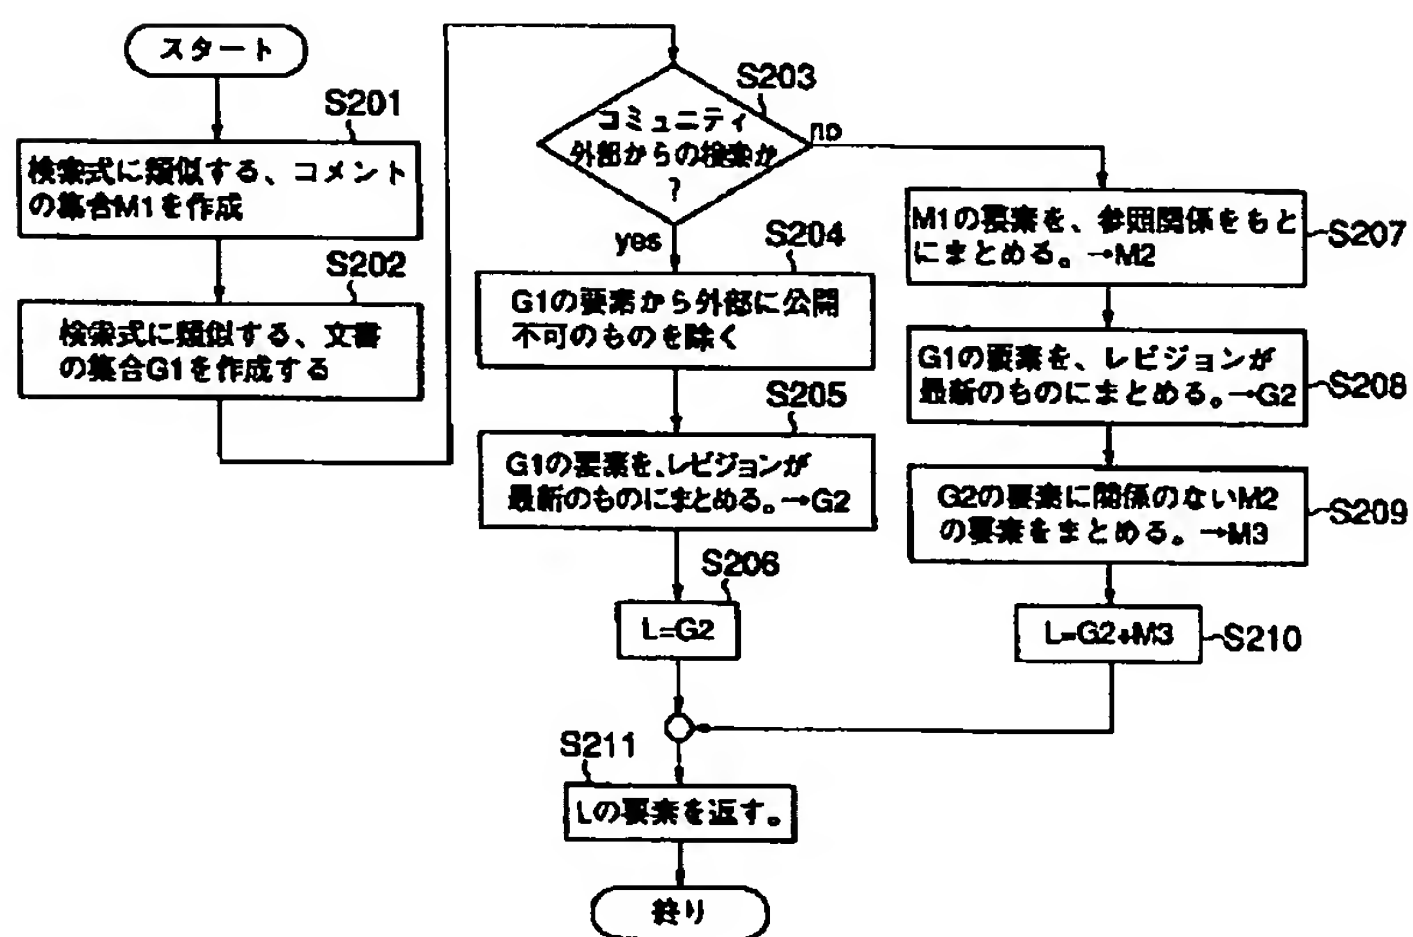 スタート
S201
検索式に類似する、コメント
の集合M1を作成
S202
検索式に類似する、文書
の集合G1を作成する
S203
コミュニティ
外部からの検索か
?
no
yes
S204
G1の要素から外部に公開
不可のものを除く
S205
G1の要素を、レビジョンが
最新のものにまとめる。→G2
S206
L=G2
S207
M1の要素を、参照関係をもと
にまとめる。→M2
S208
G1の要素を、レビジョンが
最新のものにまとめる。→G2
S209
G2の要素に関係のないM2
の要素をまとめる。→M3
S210
L=G2+M3
S211
Lの要素を返す。
終り